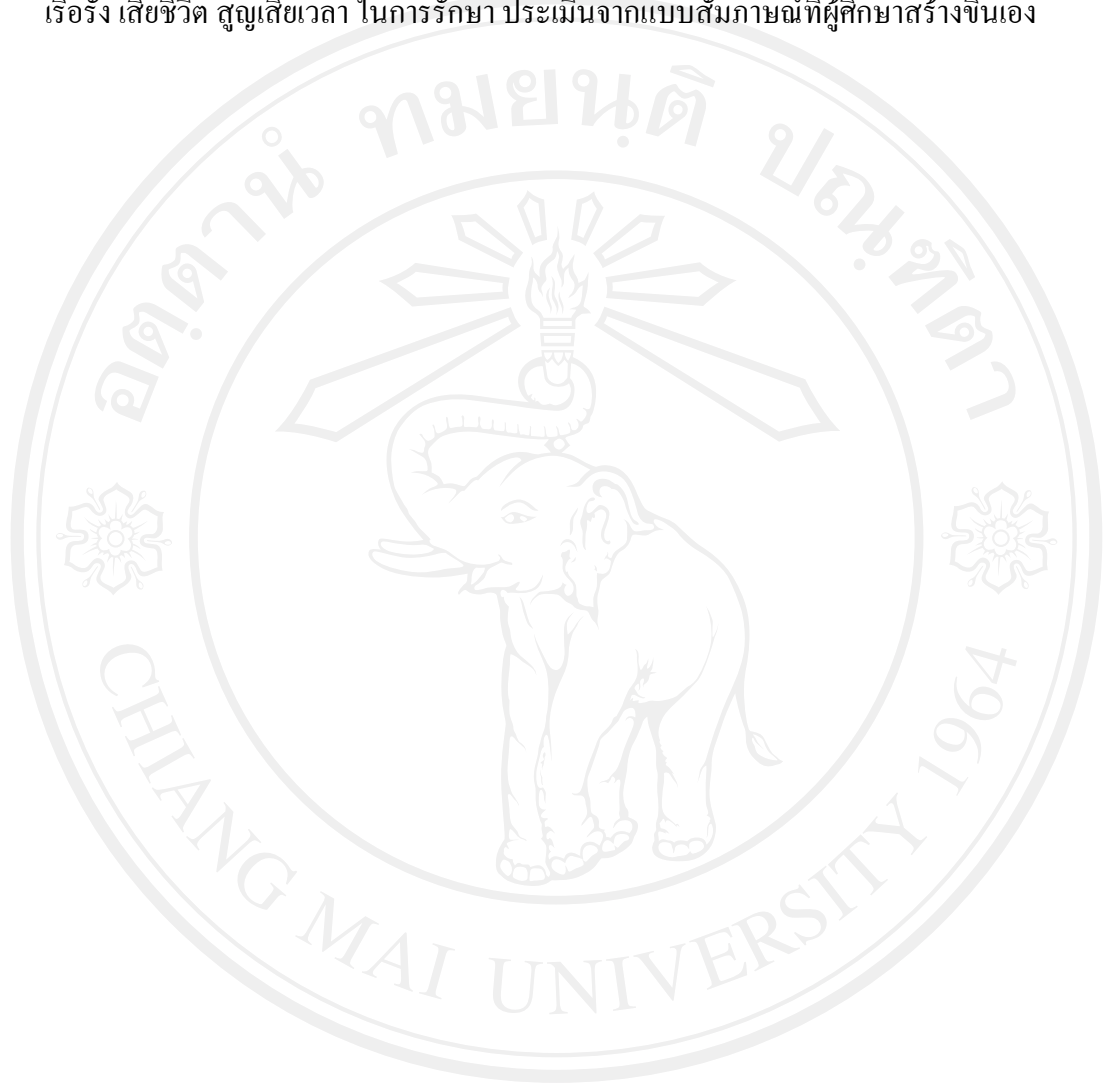 เรื้อรัง เสียชีวิต สูญเสียเวลา ในการรักษา ประเมินจากแบบสัมภาษณ์ที่ผู้ศึกษาสร้างขึ้นเอง
อตฺตานํ ทมยนฺติ ปณฺฑิตา
CHIANG MAI UNIVERSITY 1964